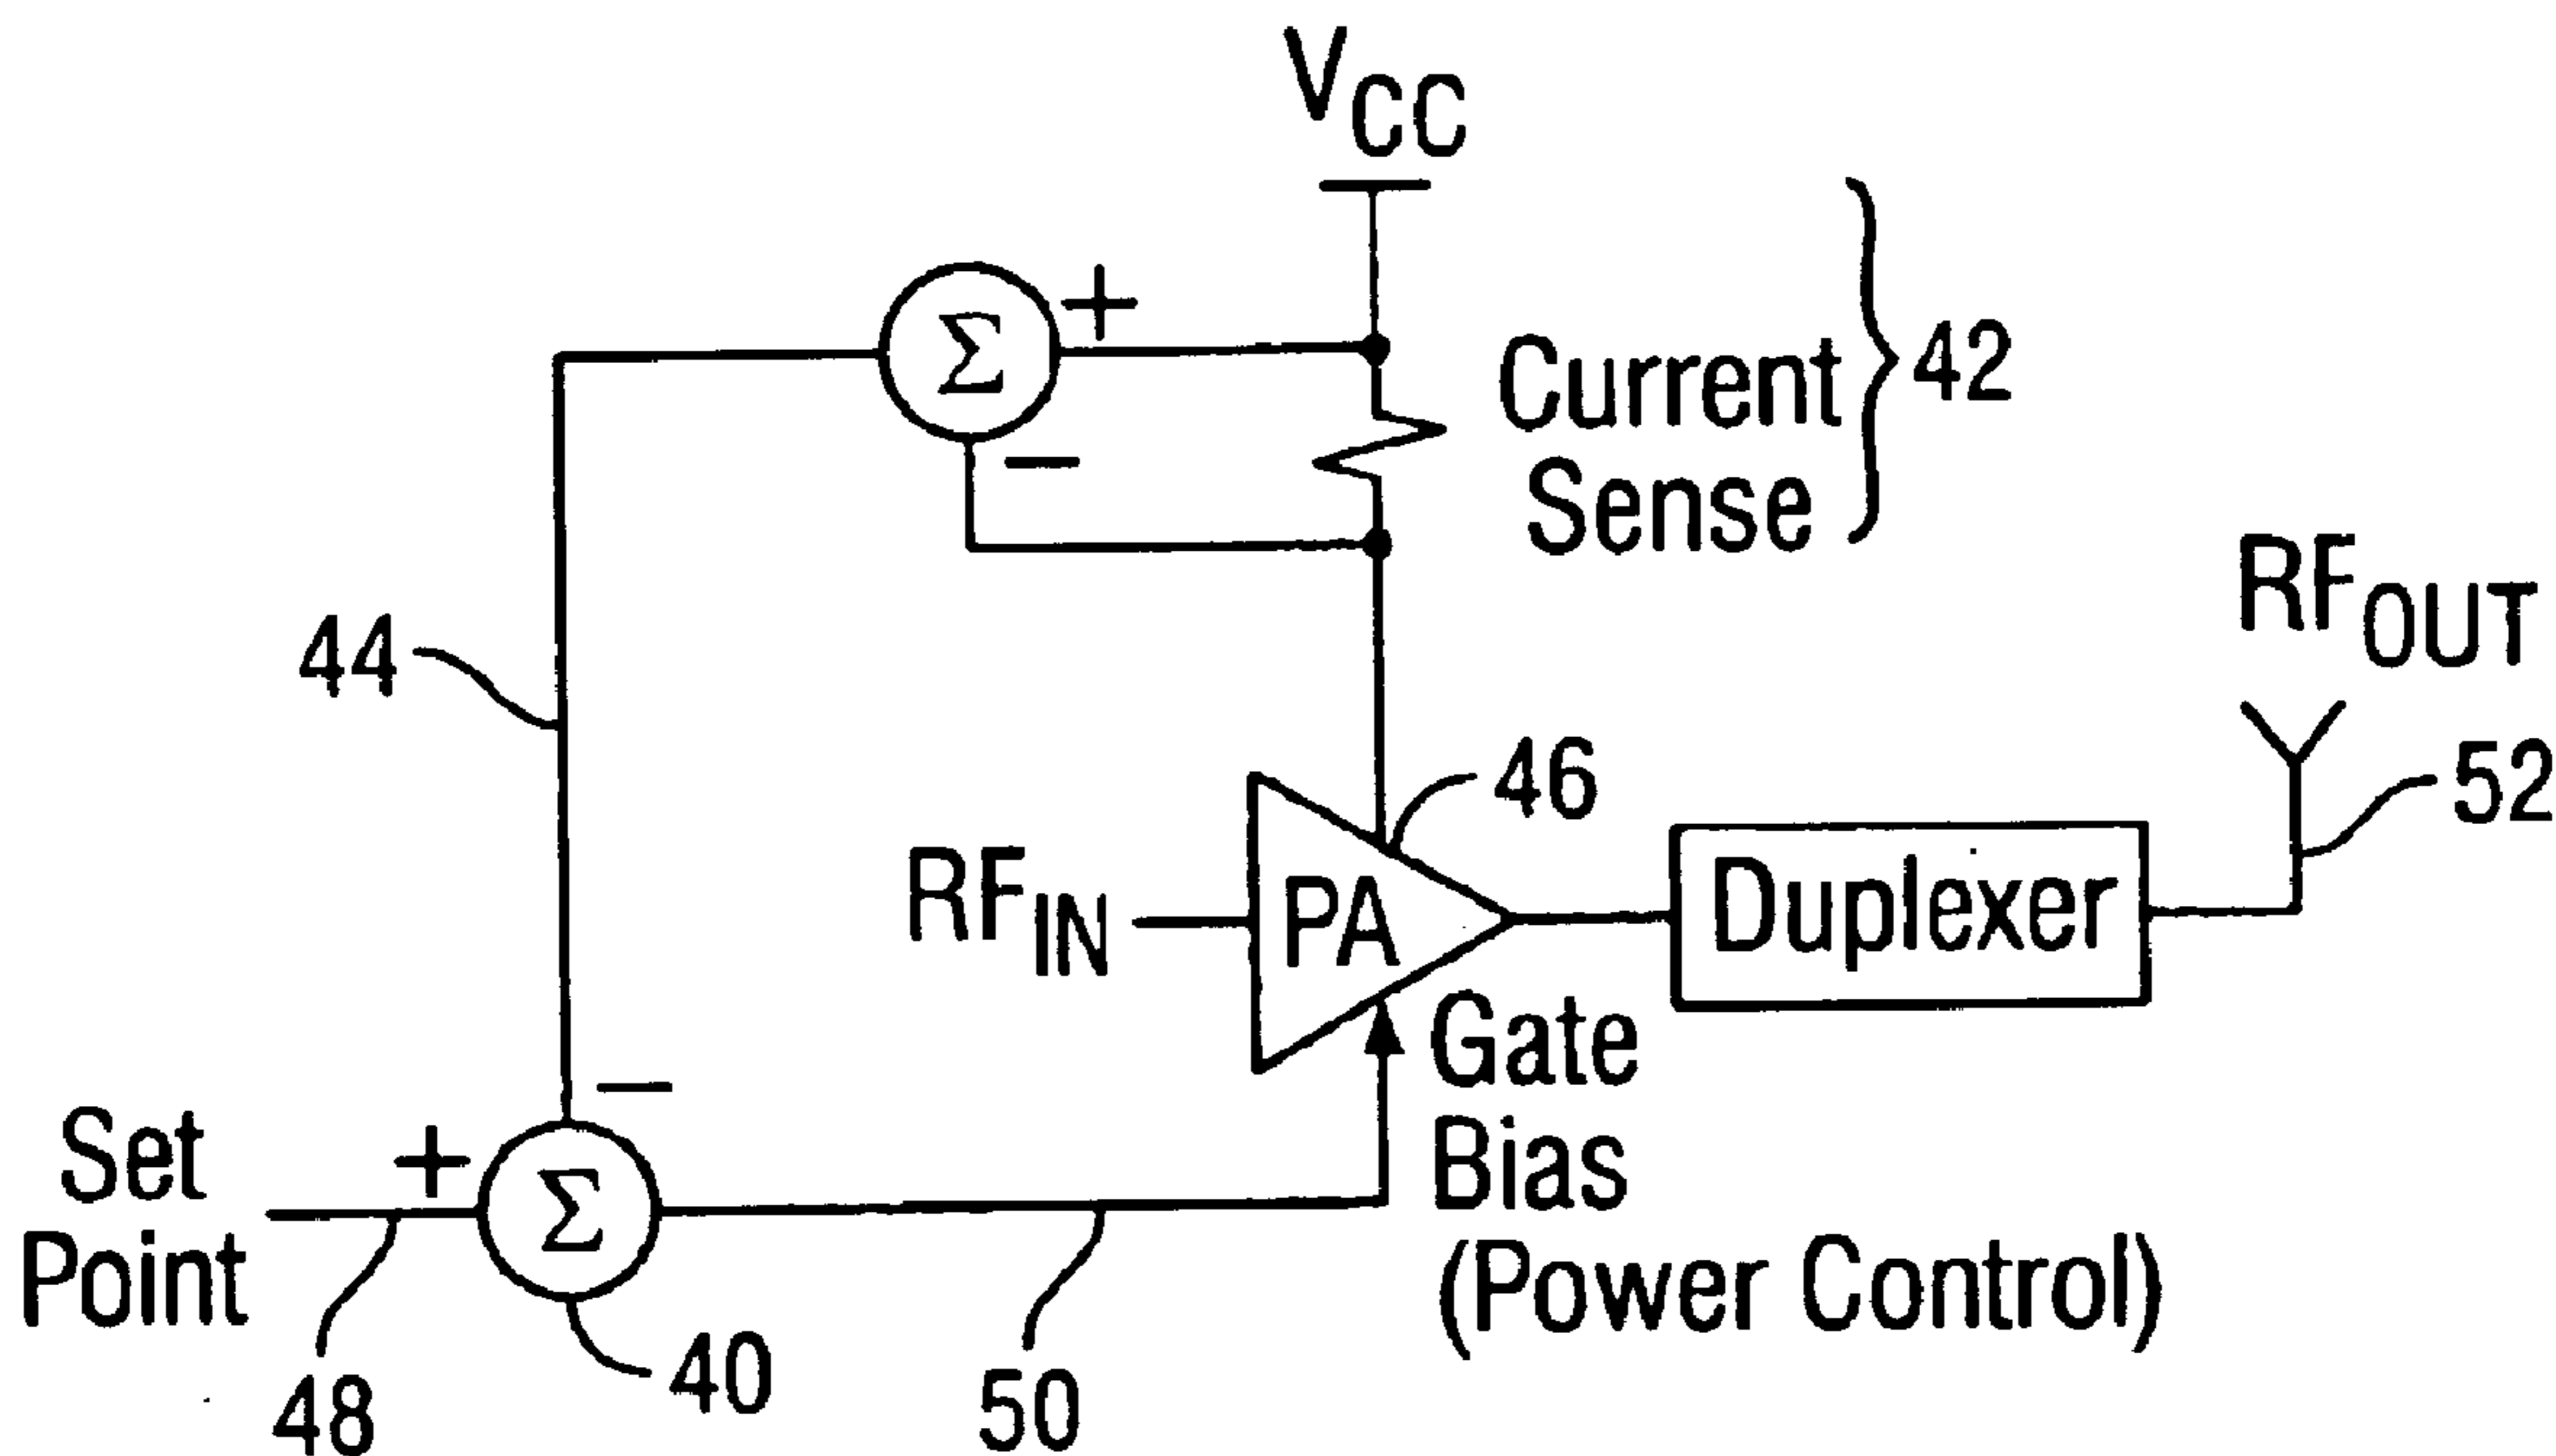 VCC
+
Σ
Current
Sense
42
−
RFOUT
44
46
52
RFIN
PA
Duplexer
Gate
Bias
(Power Control)
−
Set
Point
+
Σ
40
48
50